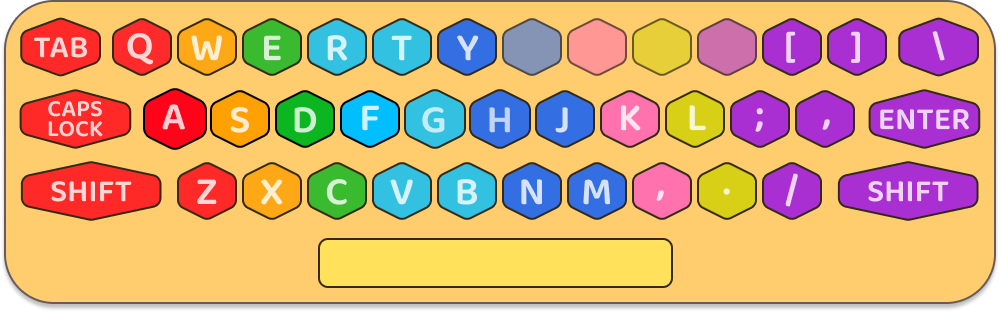 TAB Q W E R T Y [ ] \
CAPS LOCK A S D F G H J K L ; , ENTER
SHIFT Z X C V B N M , . / SHIFT